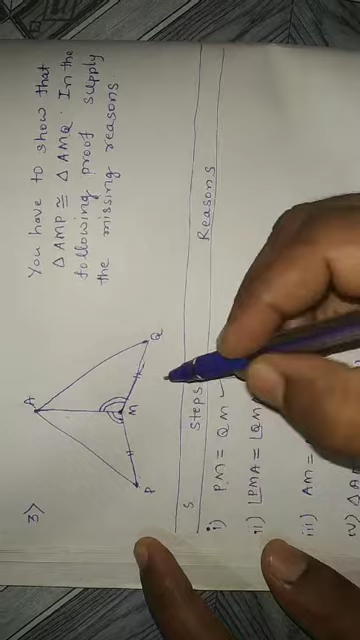 3)
You have to show that
∆ AMP ≅ ∆ AMQ. In the
following proof supply
the missing reasons.
A
P
M
Q
S
Steps
Reasons
i) PM = QM
ii) ∠PMA = ∠QM
iii) AM =
iv) ∆